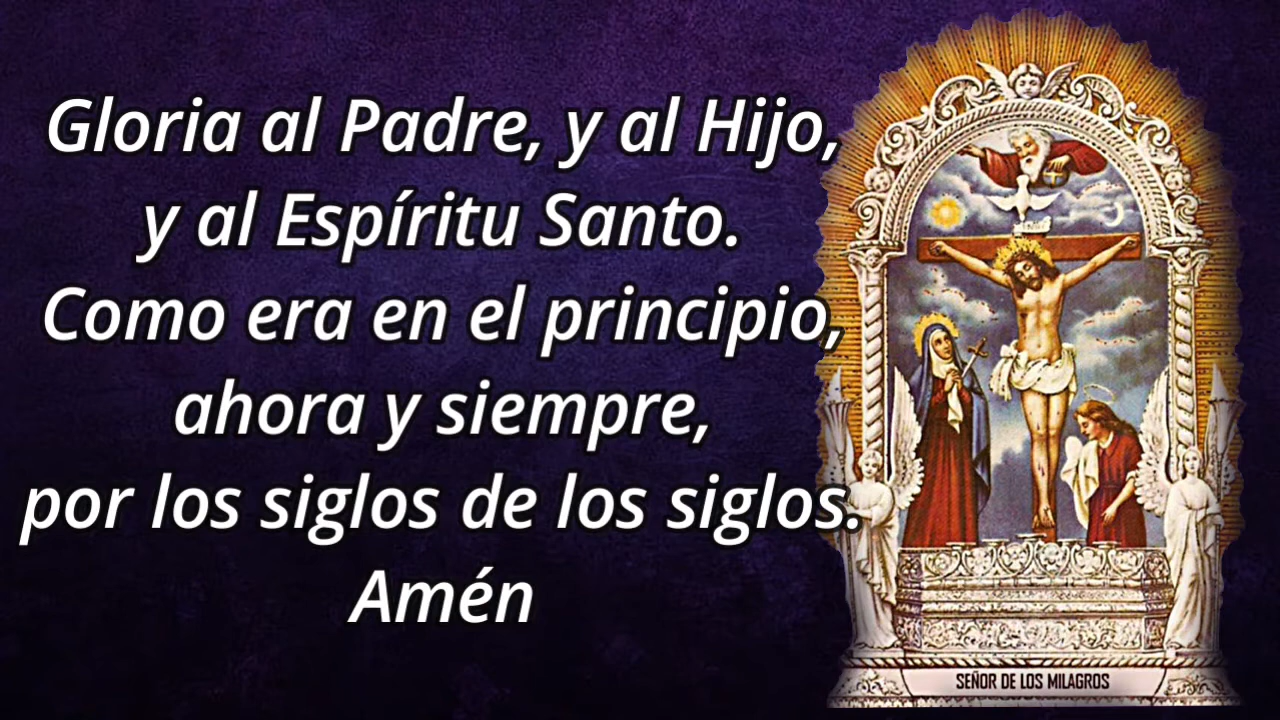 Gloria al Padre, y al Hijo,
y al Espíritu Santo.
Como era en el principio,
ahora y siempre,
por los siglos de los siglos.
Amén
SEÑOR DE LOS MILAGROS